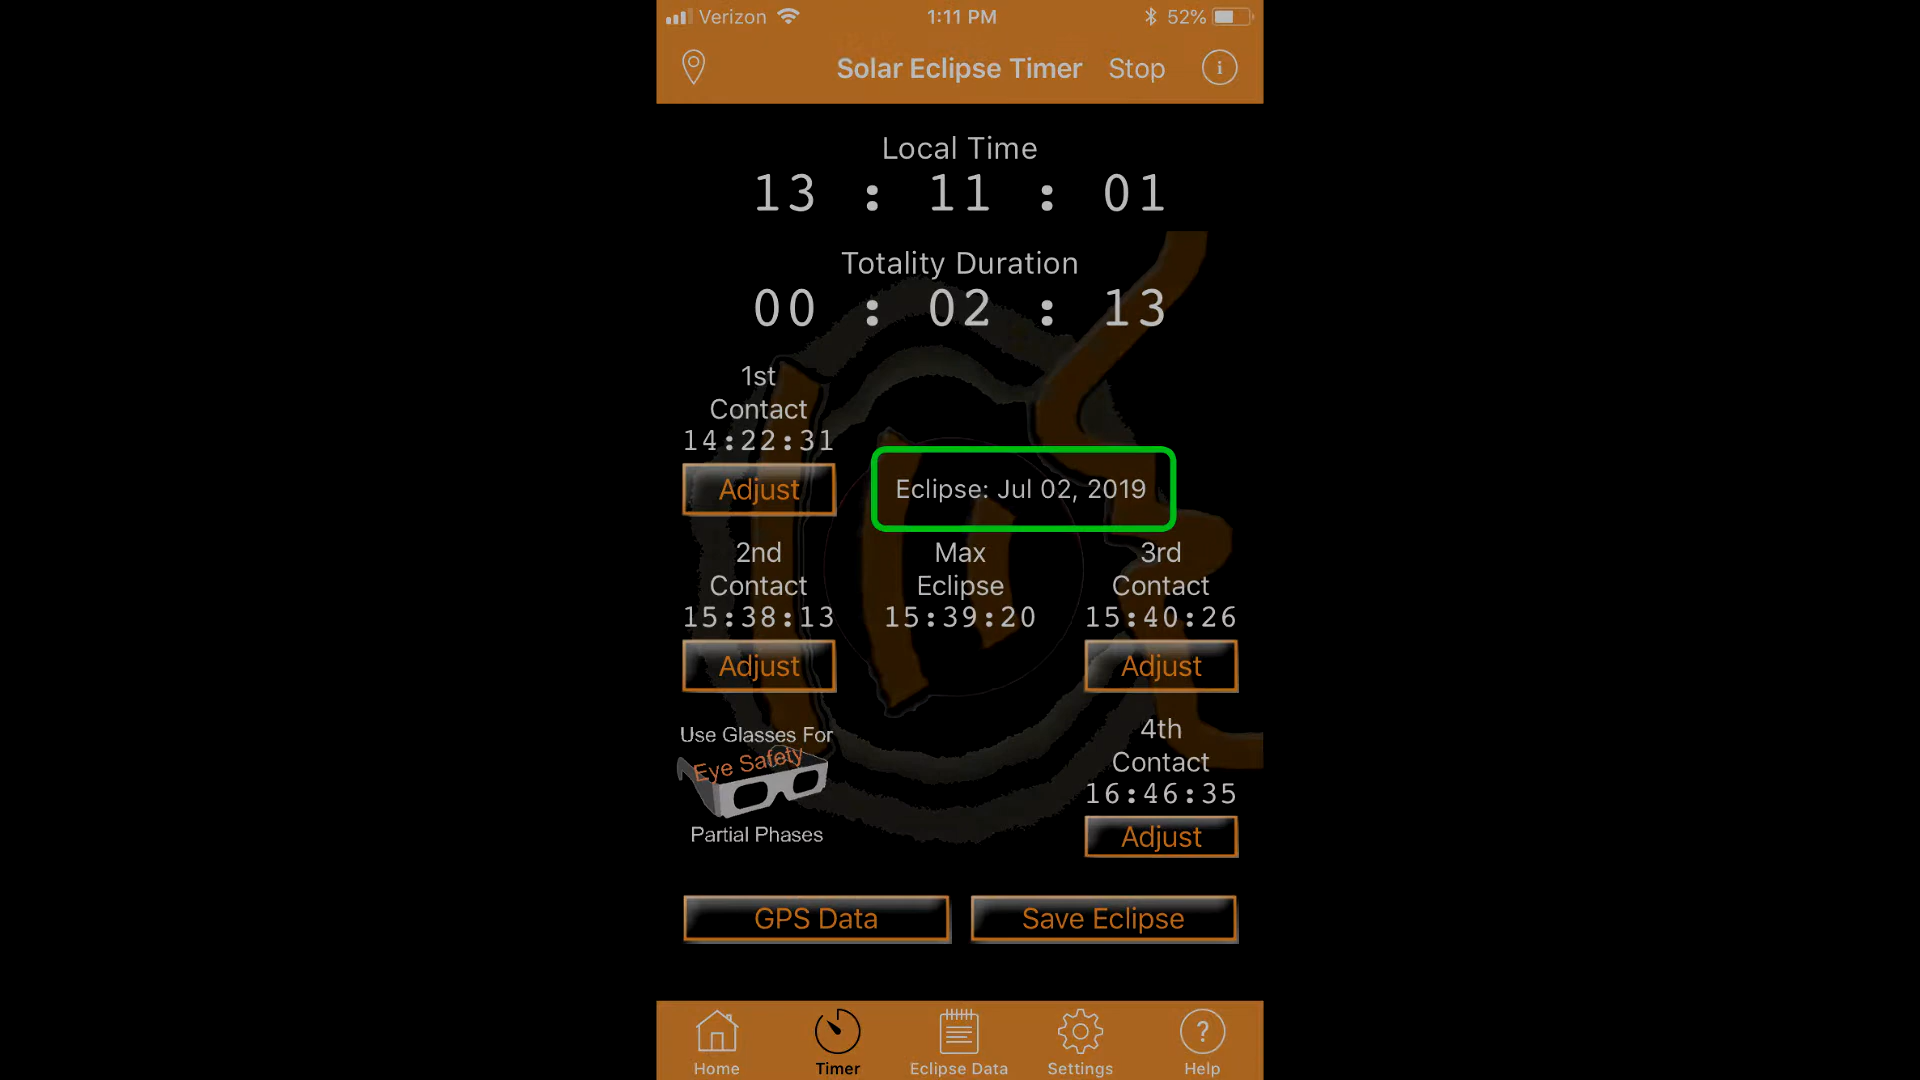 Verizon 1:11 PM 52%
Solar Eclipse Timer Stop i
Local Time
13 : 11 : 01
Totality Duration
00 : 02 : 13
1st
Contact
14:22:31
Adjust
Eclipse: Jul 02, 2019
2nd
Contact
15:38:13
Adjust
Max
Eclipse
15:39:20
3rd
Contact
15:40:26
Adjust
Use Glasses For
Eye Safety
Partial Phases
4th
Contact
16:46:35
Adjust
GPS Data Save Eclipse
Home Timer Eclipse Data Settings ? Help